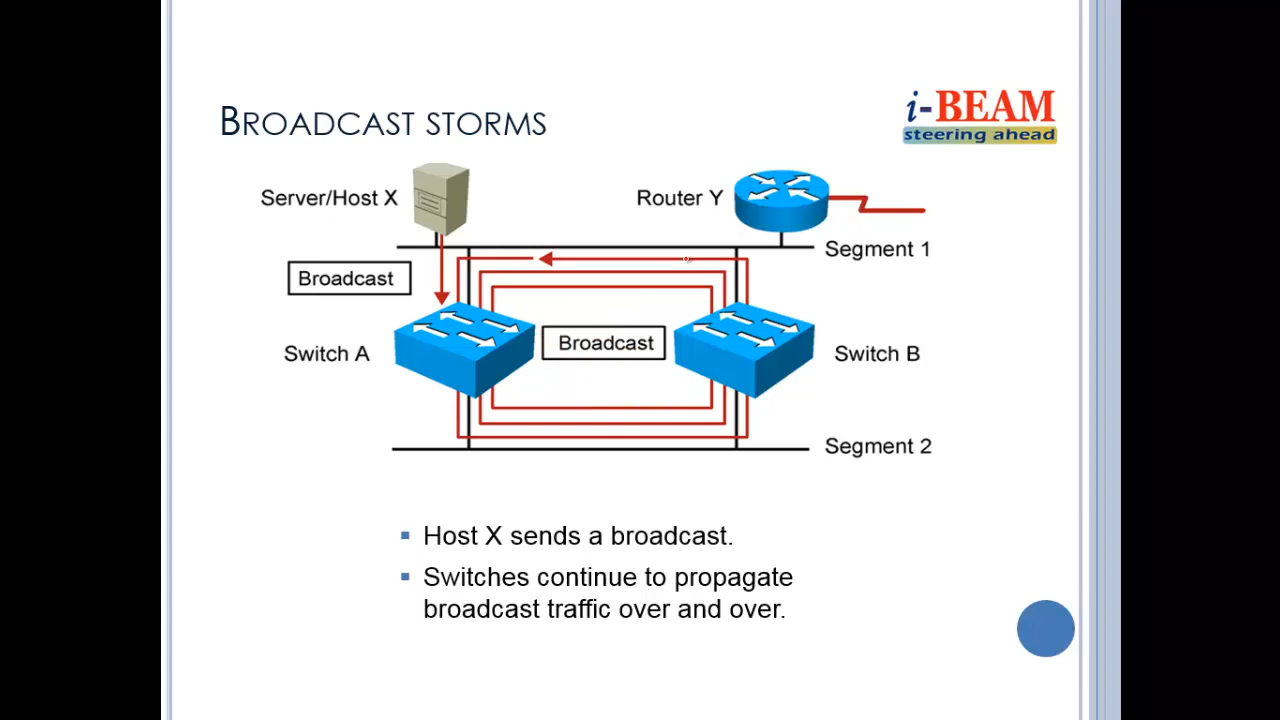 BROADCAST STORMS
i-BEAM
steering ahead
Server/Host X
Router Y
Segment 1
Broadcast
Broadcast
Switch A
Switch B
Segment 2
Host X sends a broadcast.
Switches continue to propagate
broadcast traffic over and over.